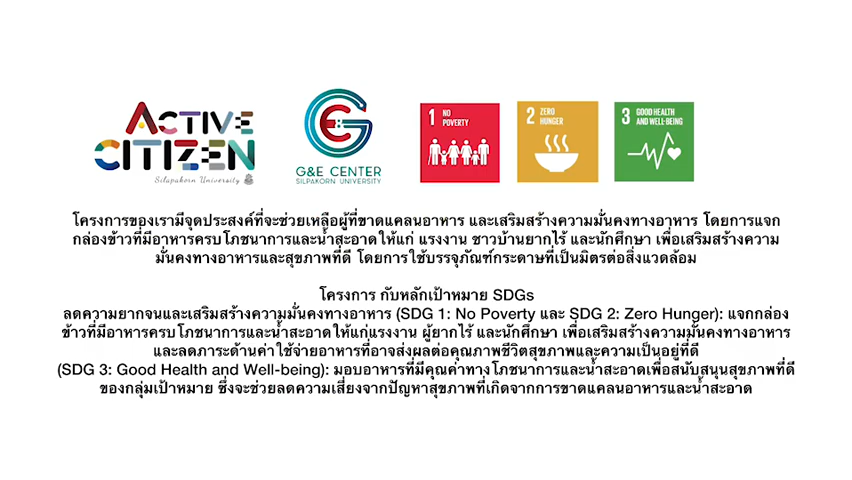 ACTIVE
CITIZEN
Silapakorn University
G&E CENTER
SILPAKORN UNIVERSITY
1 NO
POVERTY
2 ZERO
HUNGER
3 GOOD HEALTH
AND WELL-BEING
โครงการของเรามีจุดประสงค์ที่จะช่วยเหลือผู้ที่ขาดแคลนอาหาร และเสริมสร้างความมั่นคงทางอาหาร โดยการแจก
กล่องข้าวที่มีอาหารครบโภชนาการและน้ำสะอาดให้แก่ แรงงาน ชาวบ้านยากไร้ และนักศึกษา เพื่อเสริมสร้างความ
มั่นคงทางอาหารและสุขภาพที่ดี โดยการใช้บรรจุภัณฑ์กระดาษที่เป็นมิตรต่อสิ่งแวดล้อม
โครงการ กับหลักเป้าหมาย SDGs
ลดความยากจนและเสริมสร้างความมั่นคงทางอาหาร (SDG 1: No Poverty และ SDG 2: Zero Hunger): แจกกล่อง
ข้าวที่มีอาหารครบโภชนาการและน้ำสะอาดให้แก่แรงงาน ผู้ยากไร้ และนักศึกษา เพื่อเสริมสร้างความมั่นคงทางอาหาร
และลดภาระด้านค่าใช้จ่ายอาหารที่อาจส่งผลต่อคุณภาพชีวิตสุขภาพและความเป็นอยู่ที่ดี
(SDG 3: Good Health and Well-being): มอบอาหารที่มีคุณค่าทางโภชนาการและน้ำสะอาดเพื่อสนับสนุนสุขภาพที่ดี
ของกลุ่มเป้าหมาย ซึ่งจะช่วยลดความเสี่ยงจากปัญหาสุขภาพที่เกิดจากการขาดแคลนอาหารและน้ำสะอาด